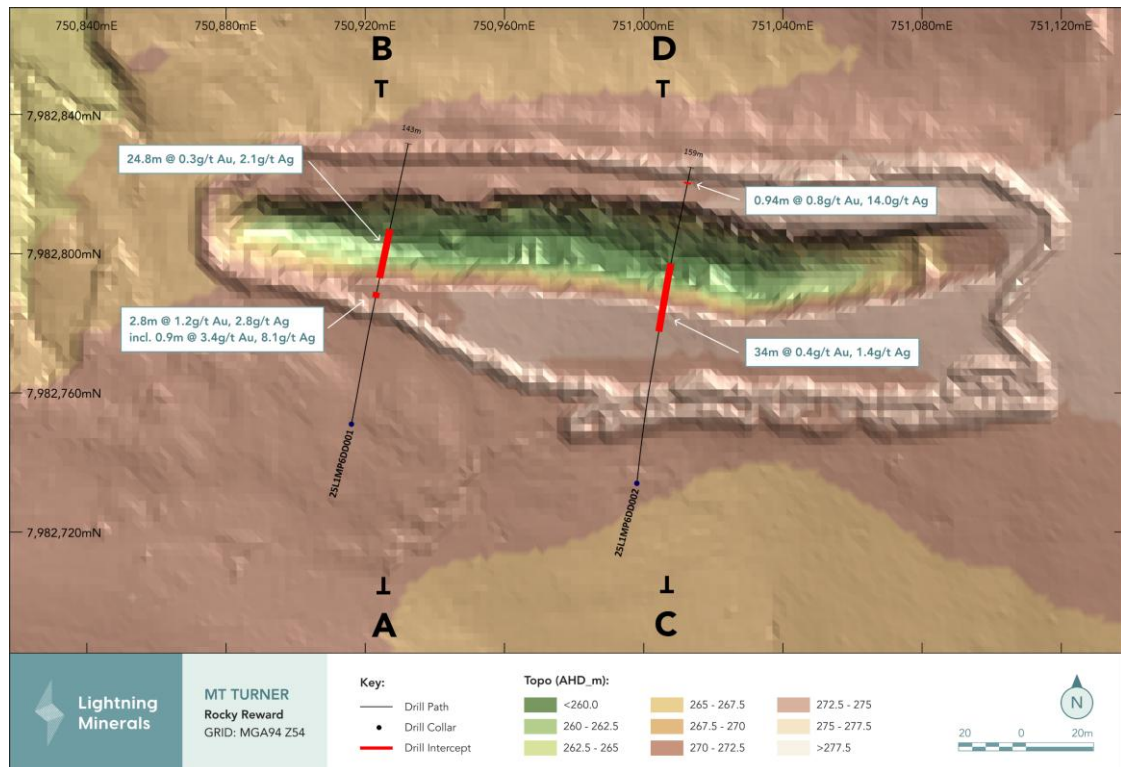 750,840mE 750,880mE 750,920mE 750,960mE 751,000mE 751,040mE 751,080mE 751,120mE
B
D
T
T
7,982,840mN
143m
159m
24.8m @ 0.3g/t Au, 2.1g/t Ag
0.94m @ 0.8g/t Au, 14.0g/t Ag
7,982,800mN
2.8m @ 1.2g/t Au, 2.8g/t Ag
incl. 0.9m @ 3.4g/t Au, 8.1g/t Ag
34m @ 0.4g/t Au, 1.4g/t Ag
7,982,760mN
25L1MP6DD001
25L1MP6DD002
7,982,720mN
A
C
Lightning
Minerals
MT TURNER
Rocky Reward
GRID: MGA94 Z54
Key:
Drill Path
Drill Collar
Drill Intercept
Topo (AHD_m):
<260.0
260 - 262.5
262.5 - 265
265 - 267.5
267.5 - 270
270 - 272.5
272.5 - 275
275 - 277.5
>277.5
N
20 0 20m